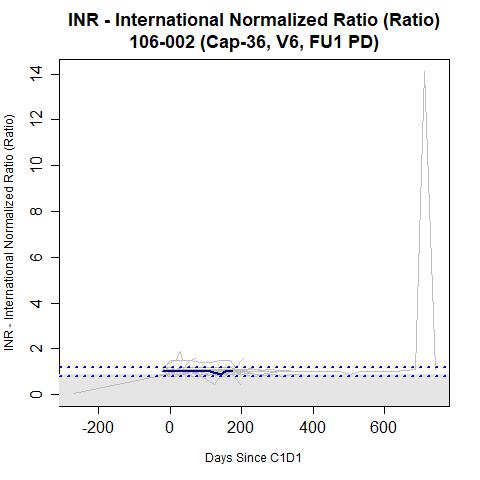 INR - International Normalized Ratio (Ratio)
106-002 (Cap-36, V6, FU1 PD)
INR - International Normalized Ratio (Ratio)
14
12
10
8
6
4
2
0
-200 0 200 400 600
Days Since C1D1